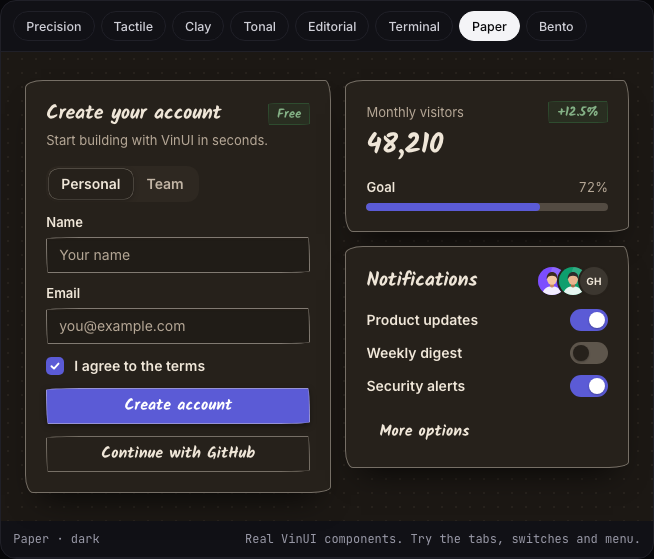 Precision Tactile Clay Tonal Editorial Terminal Paper Bento
Create your account Free
Start building with VinUI in seconds.
Personal Team
Name
Your name
Email
you@example.com
I agree to the terms
Create account
Continue with GitHub
Monthly visitors +12.5%
48,210
Goal 72%
Notifications GH
Product updates
Weekly digest
Security alerts
More options
Paper · dark Real VinUI components. Try the tabs, switches and menu.